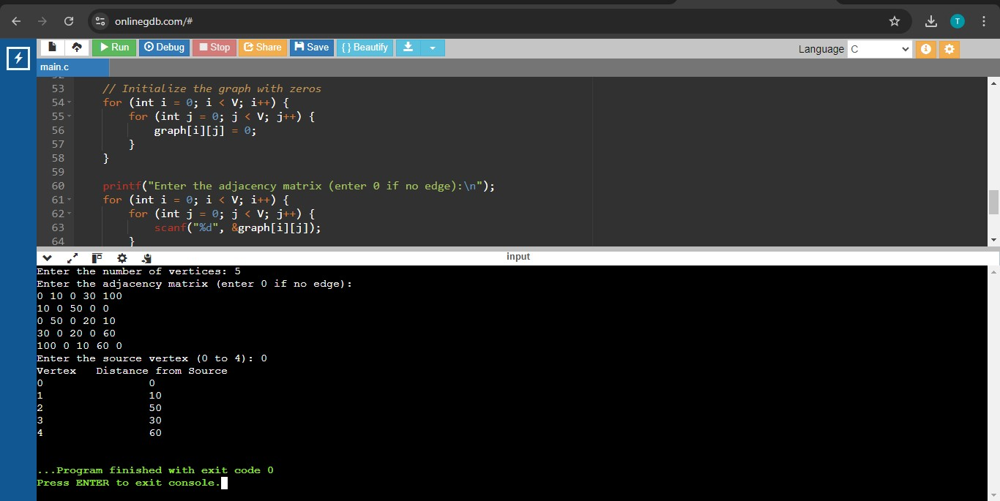 onlinegdb.com/#
T
Run Debug Stop Share Save { } Beautify
Language C
main.c
53 // Initialize the graph with zeros
54 for (int i = 0; i < V; i++) {
55 for (int j = 0; j < V; j++) {
56 graph[i][j] = 0;
57 }
58 }
59
60 printf("Enter the adjacency matrix (enter 0 if no edge):\n");
61 for (int i = 0; i < V; i++) {
62 for (int j = 0; j < V; j++) {
63 scanf("%d", &graph[i][j]);
64 }
input
Enter the number of vertices: 5
Enter the adjacency matrix (enter 0 if no edge):
0 10 0 30 100
10 0 50 0 0
0 50 0 20 10
30 0 20 0 60
100 0 10 60 0
Enter the source vertex (0 to 4): 0
Vertex Distance from Source
0 0
1 10
2 50
3 30
4 60
...Program finished with exit code 0
Press ENTER to exit console.